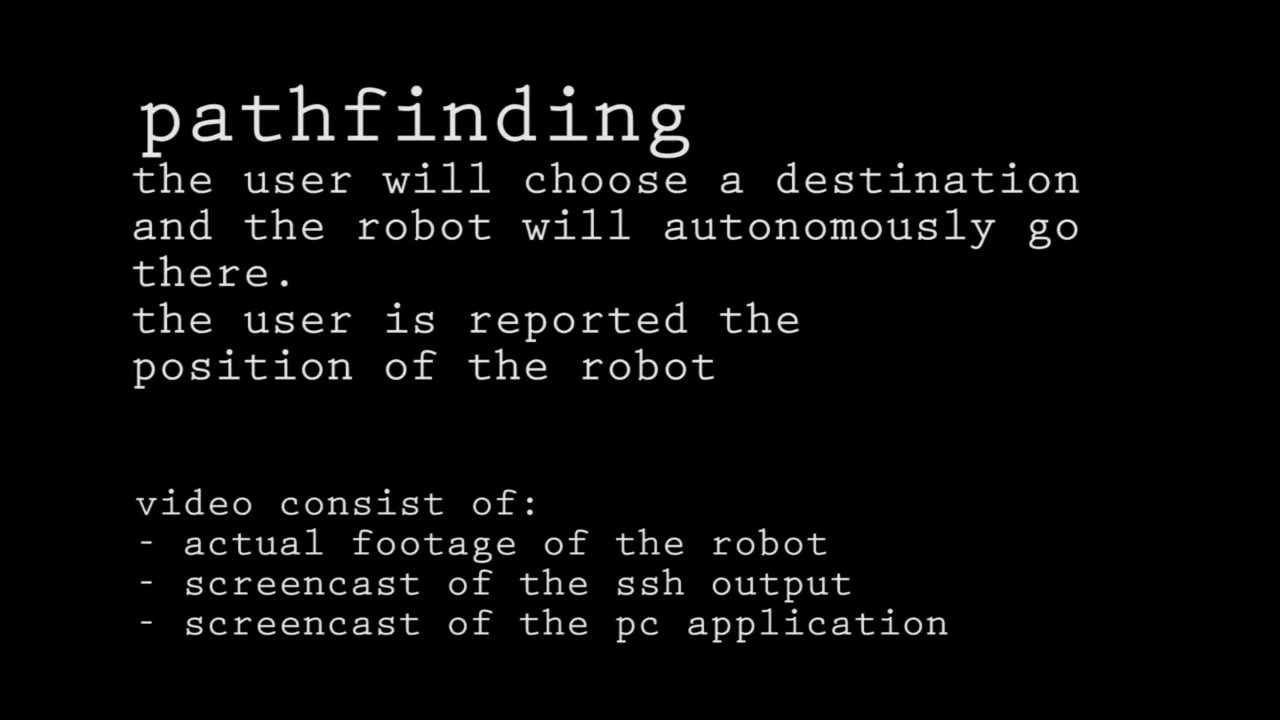 pathfinding
the user will choose a destination
and the robot will autonomously go
there.
the user is reported the
position of the robot
video consist of:
- actual footage of the robot
- screencast of the ssh output
- screencast of the pc application